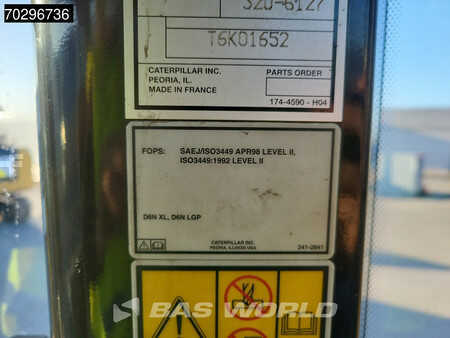 70296736
320-6127
T6K01652
CATERPILLAR INC.
PEORIA, IL.
MADE IN FRANCE
PARTS ORDER
174-4590 - H04
FOPS: SAEJ/ISO3449 APR98 LEVEL II,
ISO3449:1992 LEVEL II
D6N XL, D6N LGP
CATERPILLAR INC.
PEORIA, ILLINOIS USA
241-2841
BAS WORLD